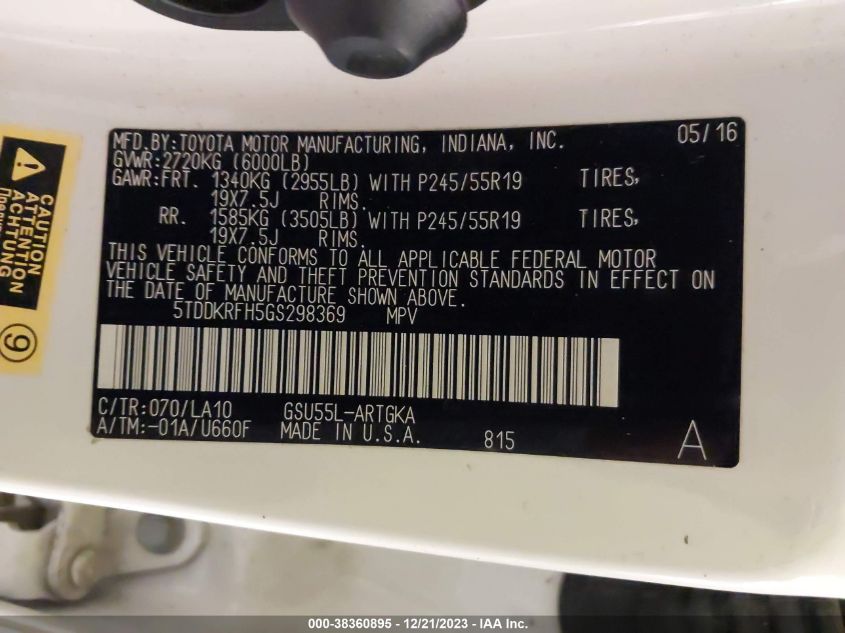 MFD.BY:TOYOTA MOTOR MANUFACTURING, INDIANA, INC. 05/16
GVWR:2720KG (6000LB)
GAWR:FRT. 1340KG (2955LB) WITH P245/55R19 TIRES,
19X7.5J RIMS.
RR. 1585KG (3505LB) WITH P245/55R19 TIRES,
19X7.5J RIMS.
THIS VEHICLE CONFORMS TO ALL APPLICABLE FEDERAL MOTOR
VEHICLE SAFETY AND THEFT PREVENTION STANDARDS IN EFFECT ON
THE DATE OF MANUFACTURE SHOWN ABOVE.
5TDDKRFH5GS298369 MPV
C/TR:070/LA10 GSU55L-ARTGKA
A/TM:-01A/U660F MADE IN U.S.A. 815 A
CAUTION
ATTENTION
ACHTUNG
9
000-38360895 - 12/21/2023 - IAA Inc.